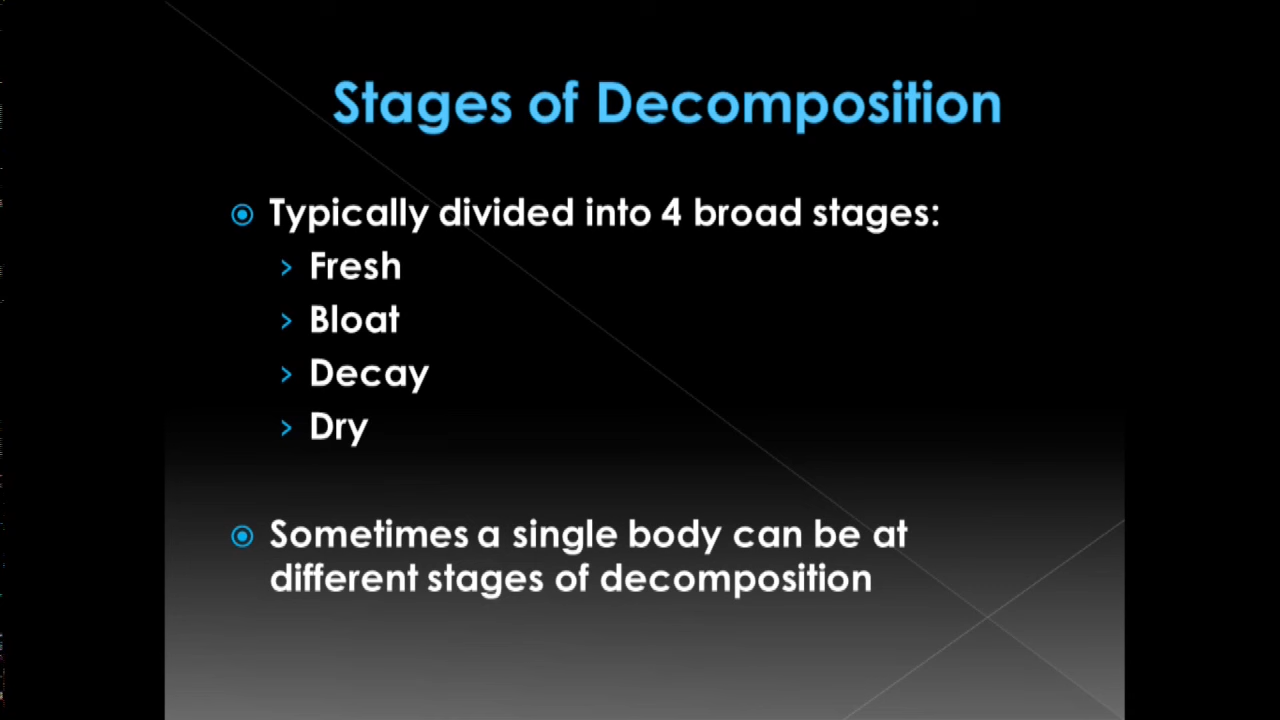 Stages of Decomposition
Typically divided into 4 broad stages:
Fresh
Bloat
Decay
Dry
Sometimes a single body can be at
different stages of decomposition